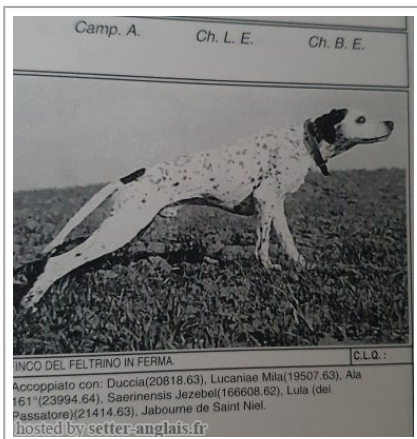 Camp. A. Ch. L. E. Ch. B. E.
INCO DEL FELTRINO IN FERMA.
C.L.Q.:
Accoppiato con: Duccia(20818.63), Lucaniae Mila(19507.63), Ala
161°(23994.64), Saerinensis Jezebel(166608.62), Lula (del
Passatore)(21414.63), Jabourne de Saint Niel.
hosted by setter-anglais.fr